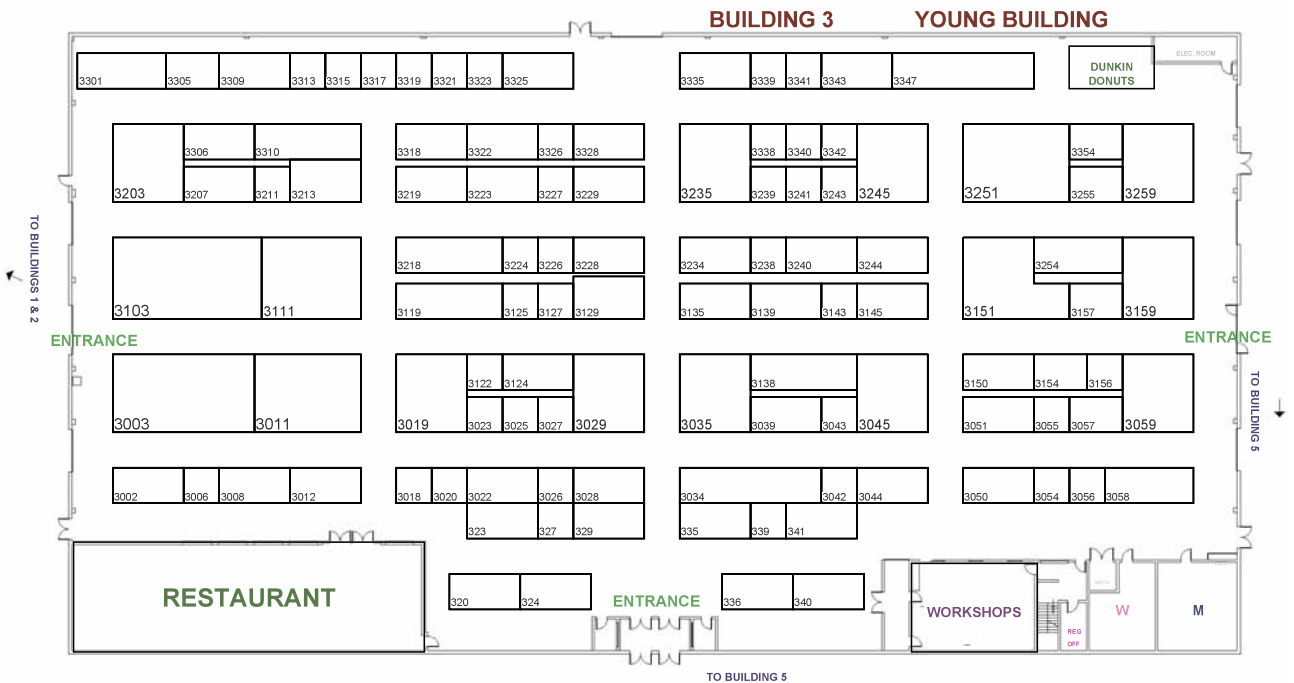 BUILDING 3 YOUNG BUILDING
ELEC. ROOM
DUNKIN
DONUTS
3301 3305 3309 3313 3315 3317 3319 3321 3323 3325 3335 3339 3341 3343 3347
3306 3310 3318 3322 3326 3328 3338 3340 3342 3354
3203 3207 3211 3213 3219 3223 3227 3229 3235 3239 3241 3243 3245 3251 3255 3259
TO BUILDINGS 1 & 2
3218 3224 3226 3228 3234 3238 3240 3244 3254
3103 3111 3119 3125 3127 3129 3135 3139 3143 3145 3151 3157 3159
ENTRANCE ENTRANCE
3122 3124 3138 3150 3154 3156
3003 3011 3019 3023 3025 3027 3029 3035 3039 3043 3045 3051 3055 3057 3059
TO BUILDING 5
3002 3006 3008 3012 3018 3020 3022 3026 3028 3034 3042 3044 3050 3054 3056 3058
323 327 329 335 339 341
RESTAURANT
320 324 ENTRANCE 336 340
MECH
WORKSHOPS W M
REG
OFF
TO BUILDING 5